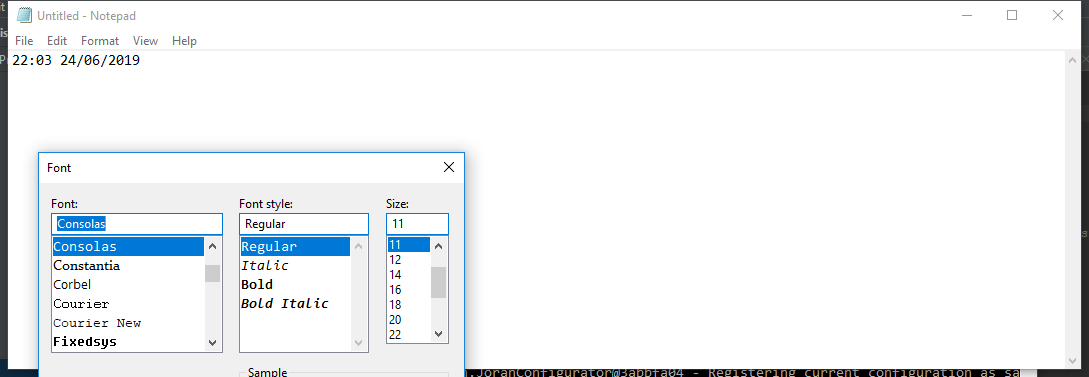 Untitled - Notepad
File Edit Format View Help
22:03 24/06/2019
Font
Font: Font style: Size:
Consolas Regular 11
Consolas Regular 11
Constantia Italic 12
Corbel Bold 14
Courier Bold Italic 16
Courier New 18
Fixedsys 20
22
Sample
.JoranConfigurator@3abbfa04 - Registering current configuration as sa